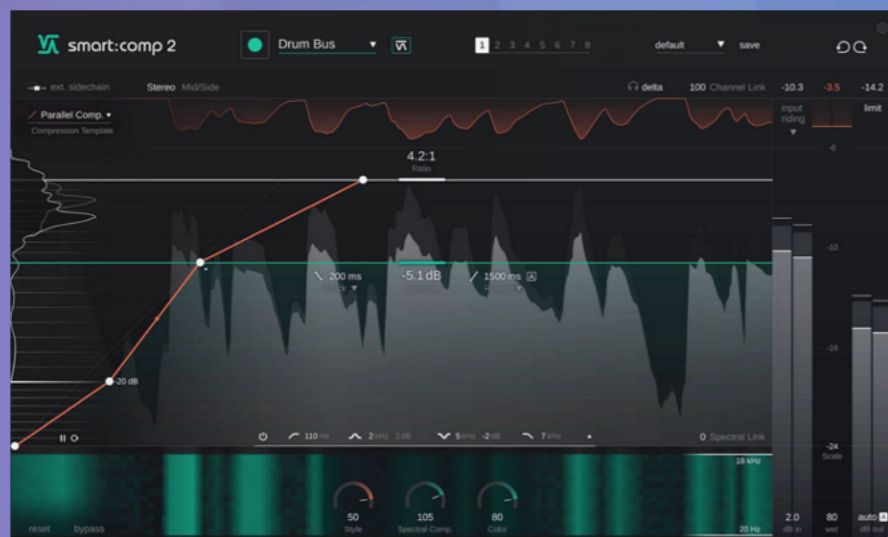 smart:comp 2
Drum Bus
1 2 3 4 5 6 7 8
default save
ext. sidechain Stereo Mid/Side delta 100 Channel Link -10.3 -3.5 -14.2
Parallel Comp.
Compression Template
input riding limit
-6
4.2:1
Ratio
-10
200 ms -5.1 dB 1500 ms A
-16
-20 dB
110 Hz 2 kHz 2 dB 5 kHz -2 dB 7 kHz 0 Spectral Link
-24
Scale
18 kHz
50 105 80 2.0 80 auto A
Style Spectral Comp. Color dB in wet dB out
reset bypass 20 Hz